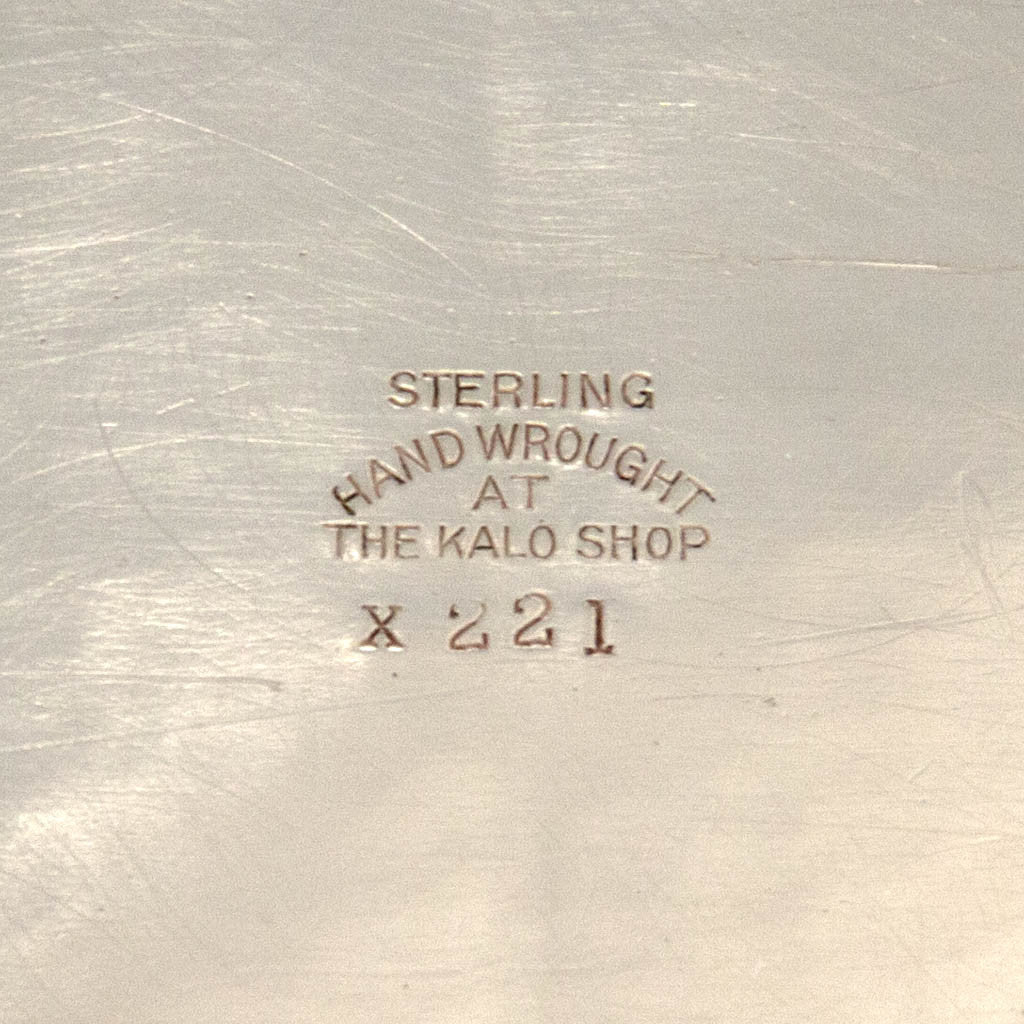 STERLING
HAND WROUGHT
AT
THE KALO SHOP
X 221